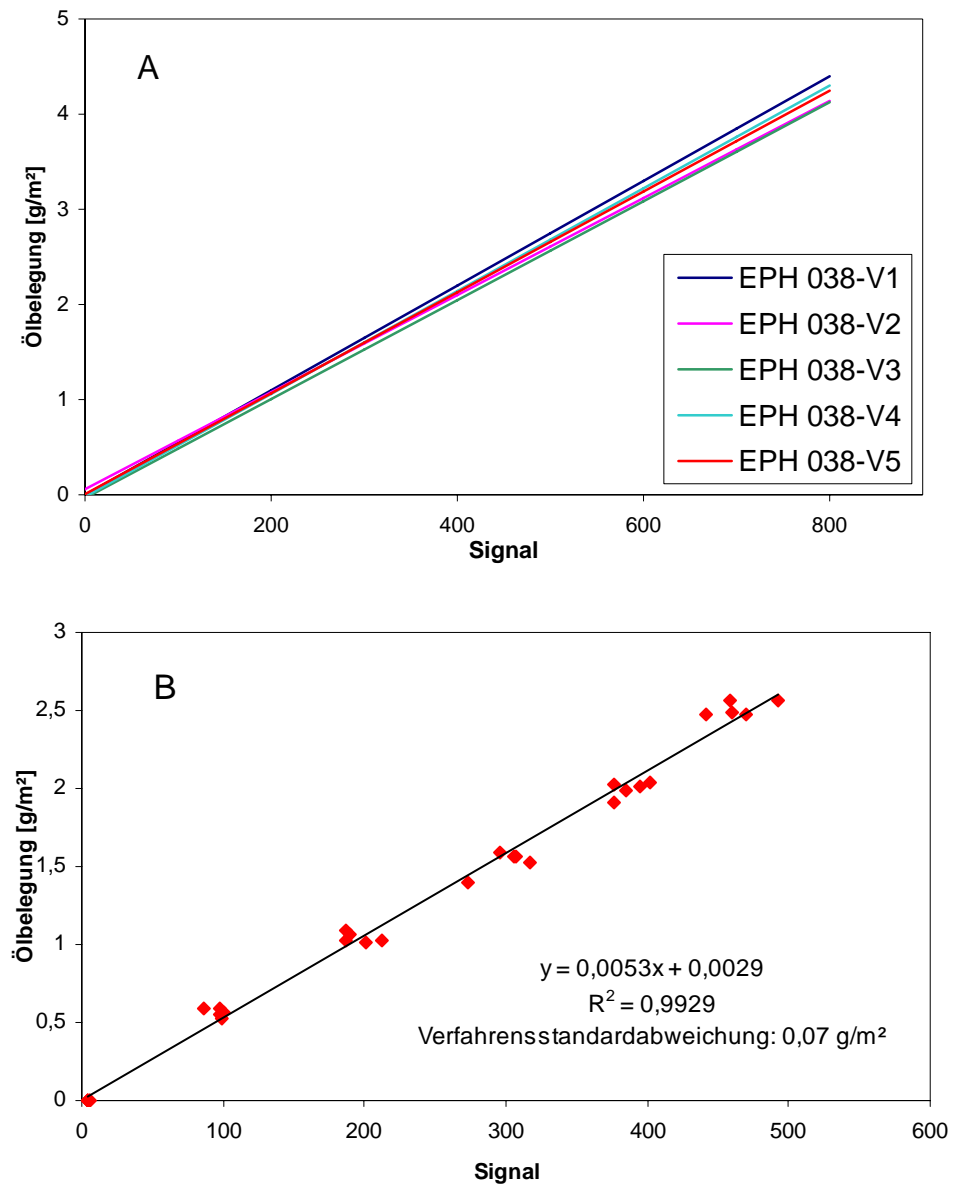 A
5
4
3
2
1
0
Ölbelegung [g/m²]
0 200 400 600 800
Signal
EPH 038-V1
EPH 038-V2
EPH 038-V3
EPH 038-V4
EPH 038-V5
B
3
2,5
2
1,5
1
0,5
0
Ölbelegung [g/m²]
y = 0,0053x + 0,0029
R² = 0,9929
Verfahrensstandardabweichung: 0,07 g/m²
0 100 200 300 400 500 600
Signal